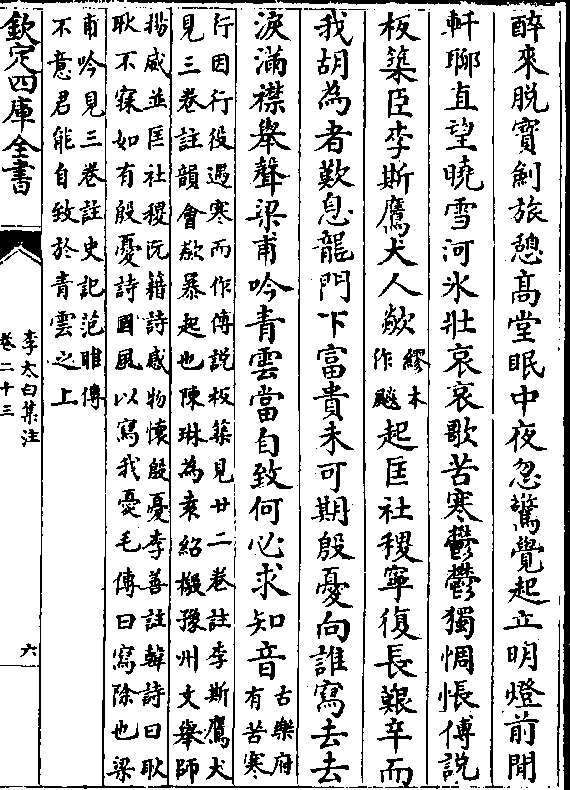 醉來脫寶劍旅憩高堂眠中夜忽驚覺起立明燈前開
軒聊直望曉雪河氷壯哀哀歌苦寒鬱鬱獨惆悵傅說
板築臣李斯鷹犬人欻繆本作飈起匡社稷寧復長艱辛而
我胡為者歎息龍門下富貴未可期殷憂向誰寫去去
淚滿襟舉聲梁甫吟青雲當自致何必求知音古樂府有苦寒
行因行役遇寒而作傅說板築見廿二卷註李斯鷹犬
見三卷註韻會欻暴起也陳琳為袁紹檄豫州文舉師
揚威並匡社稷阮籍詩感物懷殷憂李善註韓詩曰耿
耿不寐如有殷憂詩國風以寫我憂毛傳曰寫除也梁
甫吟見三卷註史記范雎傳
不意君能自致於青雲之上
欽定四庫全書
李太白集注
卷二十三
六